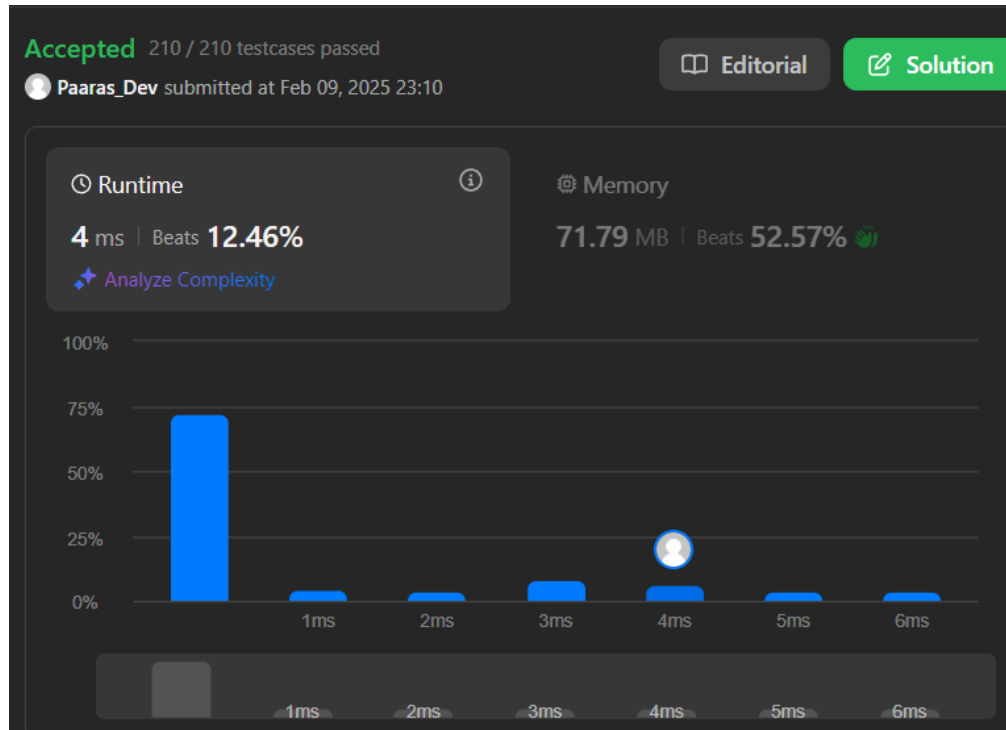 Accepted 210 / 210 testcases passed
Editorial
Solution
Paaras_Dev submitted at Feb 09, 2025 23:10
Runtime
4 ms | Beats 12.46%
Analyze Complexity
Memory
71.79 MB | Beats 52.57%
100%
75%
50%
25%
0%
1ms 2ms 3ms 4ms 5ms 6ms
1ms 2ms 3ms 4ms 5ms 6ms